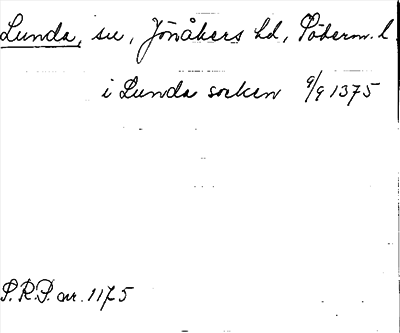 Lunda, sn, Jönåkers hd, Söderm. l.
i Lunda socken 9/9 1375
S.R.P. nr. 1175